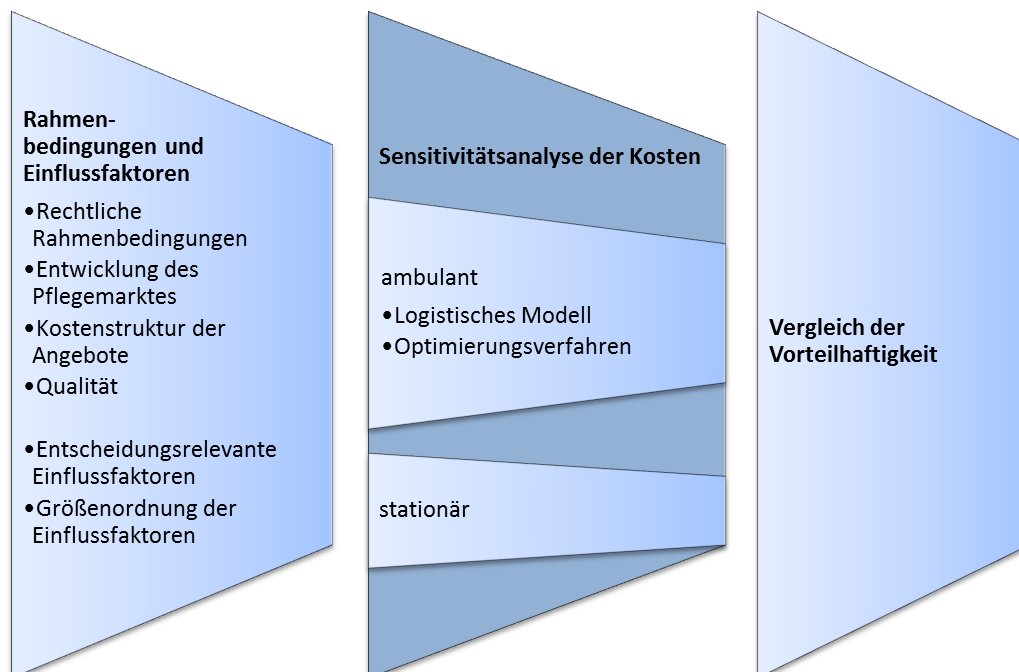 Rahmen-
bedingungen und
Einflussfaktoren
•Rechtliche
Rahmenbedingungen
•Entwicklung des
Pflegemarktes
•Kostenstruktur der
Angebote
•Qualität
•Entscheidungsrelevante
Einflussfaktoren
•Größenordnung der
Einflussfaktoren
Sensitivitätsanalyse der Kosten
ambulant
•Logistisches Modell
•Optimierungsverfahren
stationär
Vergleich der
Vorteilhaftigkeit